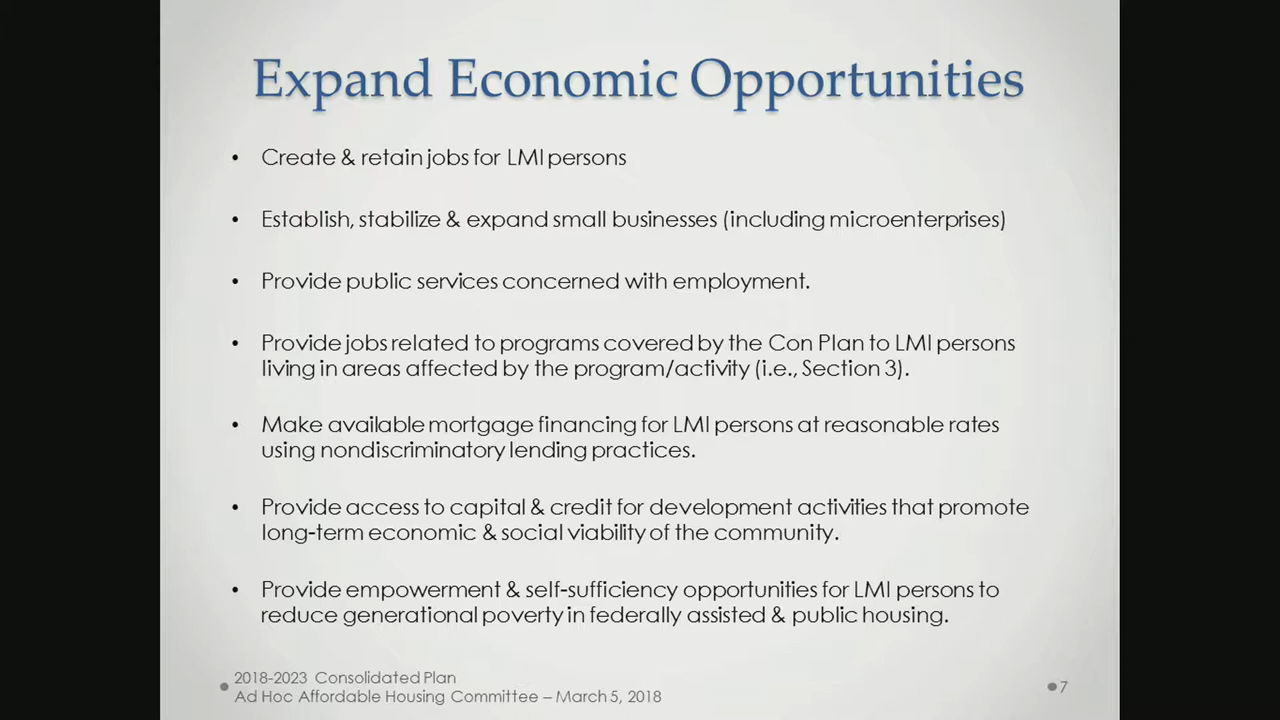 Expand Economic Opportunities
• Create & retain jobs for LMI persons
• Establish, stabilize & expand small businesses (including microenterprises)
• Provide public services concerned with employment.
• Provide jobs related to programs covered by the Con Plan to LMI persons
living in areas affected by the program/activity (i.e., Section 3).
• Make available mortgage financing for LMI persons at reasonable rates
using nondiscriminatory lending practices.
• Provide access to capital & credit for development activities that promote
long-term economic & social viability of the community.
• Provide empowerment & self-sufficiency opportunities for LMI persons to
reduce generational poverty in federally assisted & public housing.
2018-2023 Consolidated Plan
Ad Hoc Affordable Housing Committee – March 5, 2018
7